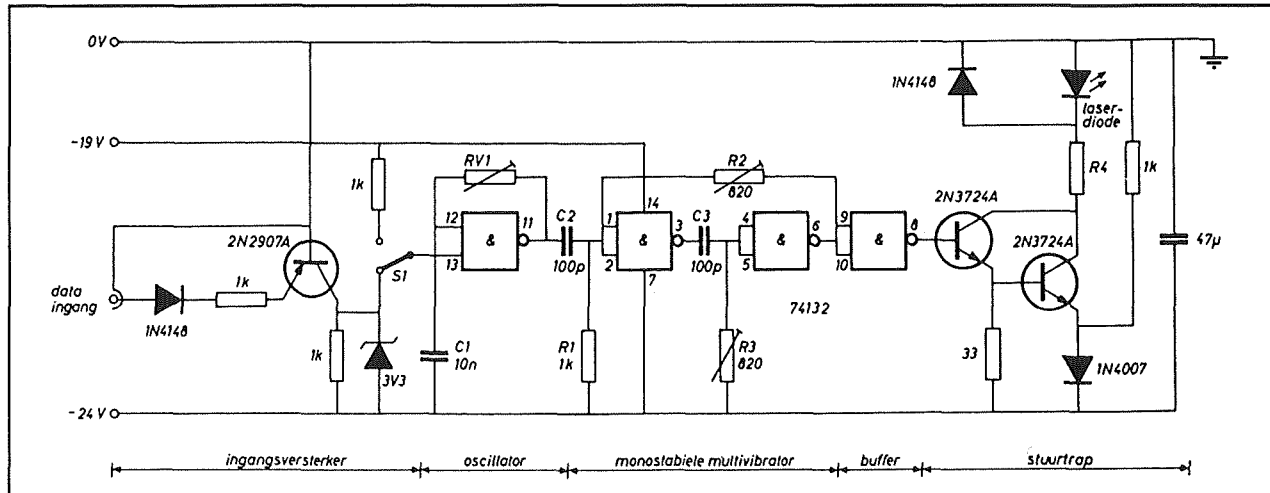 0V
1N4148
laser-
diode
-19V
1k
RV1
R2
820
R4
1k
14
12
13
&
11
C2
100p
1
2
&
3
7
C3
100p
4
5
&
6
9
10
&
8
2N3724A
2N3724A
47µ
2N2907A
S1
data
ingang
1k
1N4148
74132
1k
3V3
C1
10n
R1
1k
R3
820
33
1N4007
-24V
ingangsversterker
oscillator
monostabiele multivibrator
buffer
stuurtrap